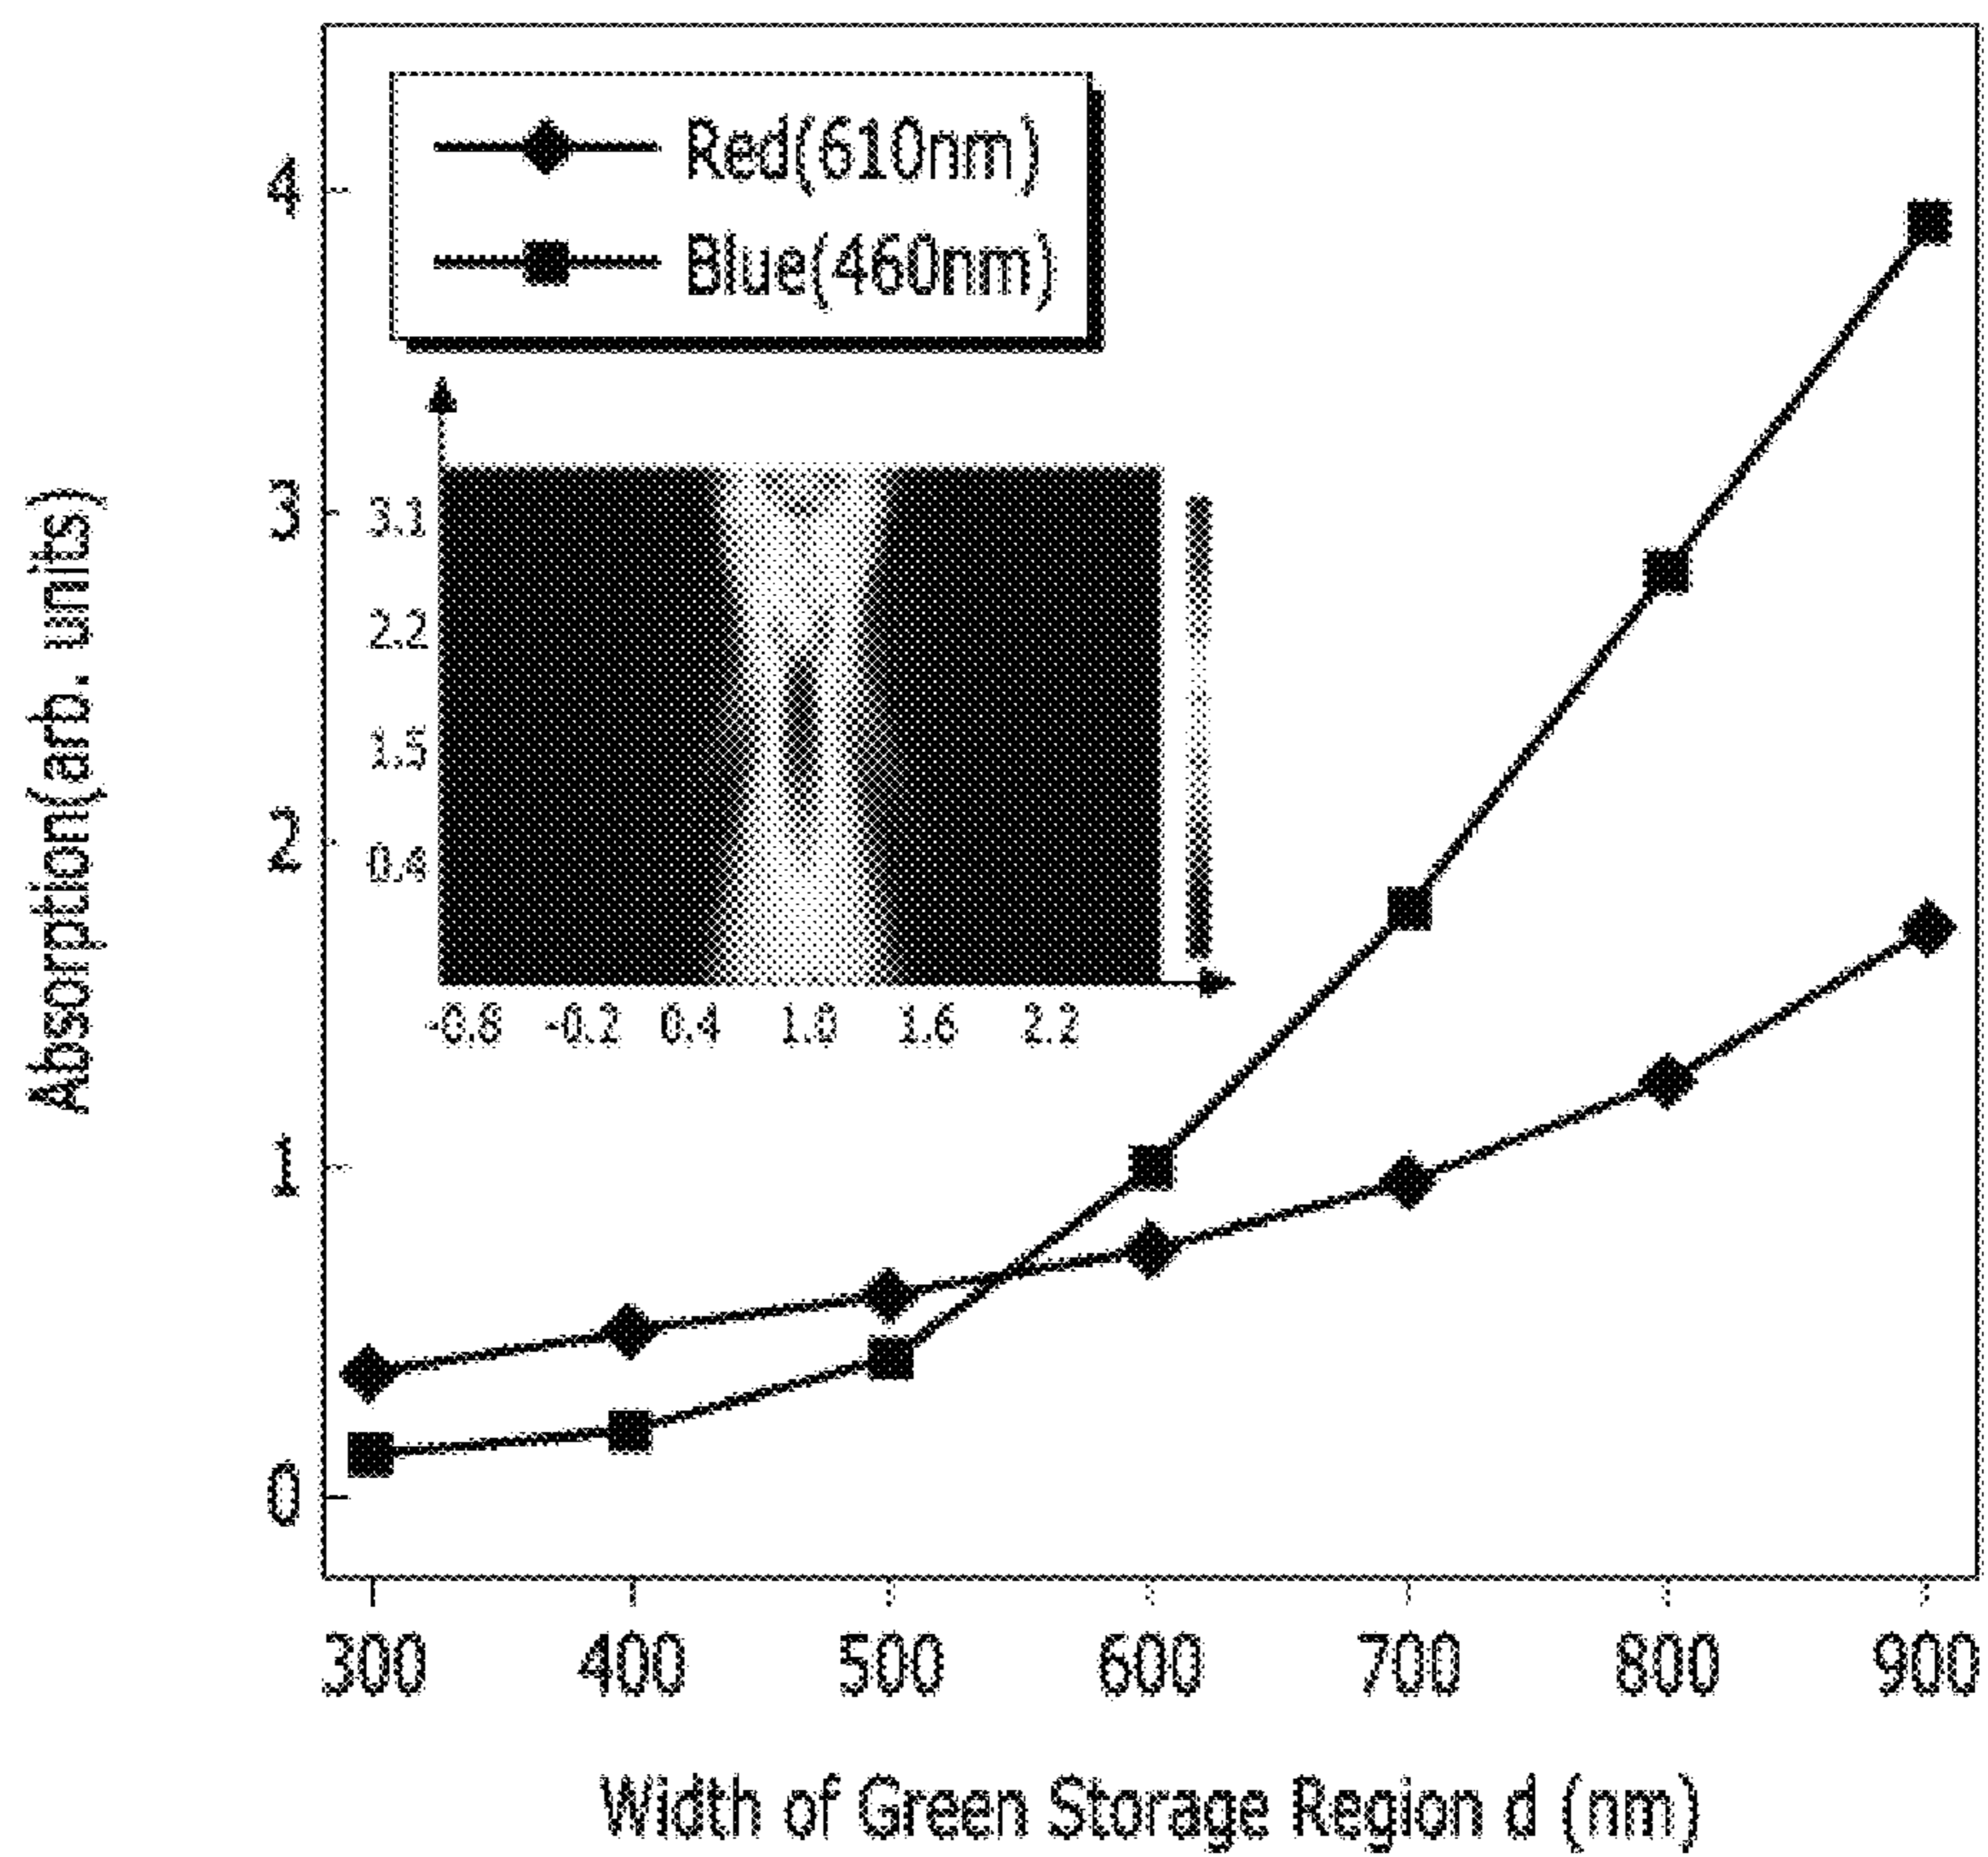 Red(610nm)
Blue(460nm)
Absorption(arb. units)
4
3
2
1
0
3.1
2.2
1.5
0.4
-0.8 -0.2 0.4 1.0 1.6 2.2
300 400 500 600 700 800 900
Width of Green Storage Region d (nm)